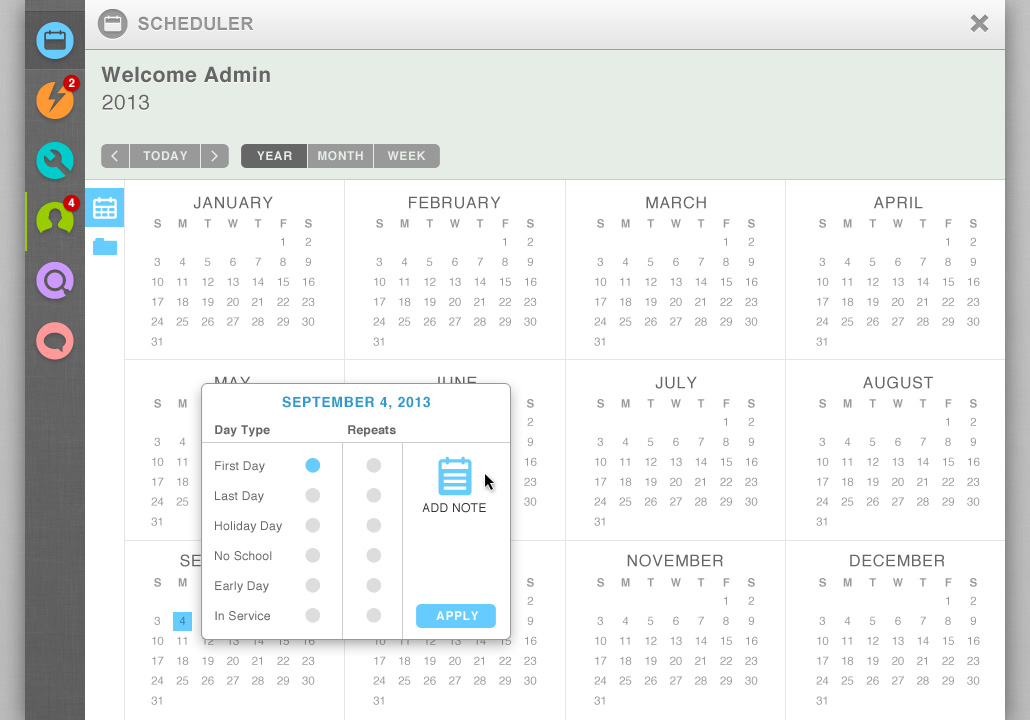 SCHEDULER
2
4
Welcome Admin
2013
TODAY
YEAR MONTH WEEK
JANUARY FEBRUARY MARCH APRIL
S M T W T F S S M T W T F S S M T W T F S S M T W T F S
1 2 1 2 1 2 1 2
3 4 5 6 7 8 9 3 4 5 6 7 8 9 3 4 5 6 7 8 9 3 4 5 6 7 8 9
10 11 12 13 14 15 16 10 11 12 13 14 15 16 10 11 12 13 14 15 16 10 11 12 13 14 15 16
17 18 19 20 21 22 23 17 18 19 20 21 22 23 17 18 19 20 21 22 23 17 18 19 20 21 22 23
24 25 26 27 28 29 30 24 25 26 27 28 29 30 24 25 26 27 28 29 30 24 25 26 27 28 29 30
31 31 31 31
MAY JUNE JULY AUGUST
S M S S M T W T F S S M T W T F S
2 1 2 1 2
3 4 9 3 4 5 6 7 8 9 3 4 5 6 7 8 9
10 11 16 10 11 12 13 14 15 16 10 11 12 13 14 15 16
17 18 23 17 18 19 20 21 22 23 17 18 19 20 21 22 23
24 25 30 24 25 26 27 28 29 30 24 25 26 27 28 29 30
31 31 31
SEPTEMBER 4, 2013
Day Type Repeats
First Day
Last Day
Holiday Day
No School
Early Day
In Service
ADD NOTE
APPLY
SE NOVEMBER DECEMBER
S M S S M T W T F S S M T W T F S
2 1 2 1 2
3 4 9 3 4 5 6 7 8 9 3 4 5 6 7 8 9
10 11 12 13 14 15 16 10 11 12 13 14 15 16 10 11 12 13 14 15 16 10 11 12 13 14 15 16
17 18 19 20 21 22 23 17 18 19 20 21 22 23 17 18 19 20 21 22 23 17 18 19 20 21 22 23
24 25 26 27 28 29 30 24 25 26 27 28 29 30 24 25 26 27 28 29 30 24 25 26 27 28 29 30
31 31 31 31